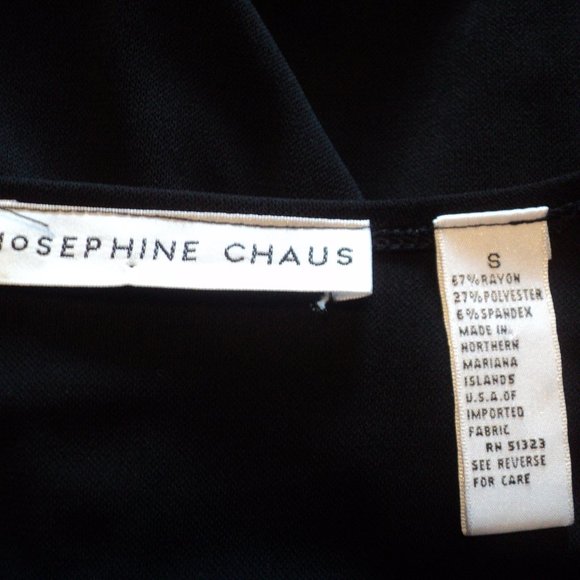 JOSEPHINE CHAUS
S
67%RAYON
27%POLYESTER
6%SPANDEX
MADE IN
NORTHERN
MARIANA
ISLANDS
U.S.A.OF
IMPORTED
FABRIC
RN 51323
SEE REVERSE
FOR CARE